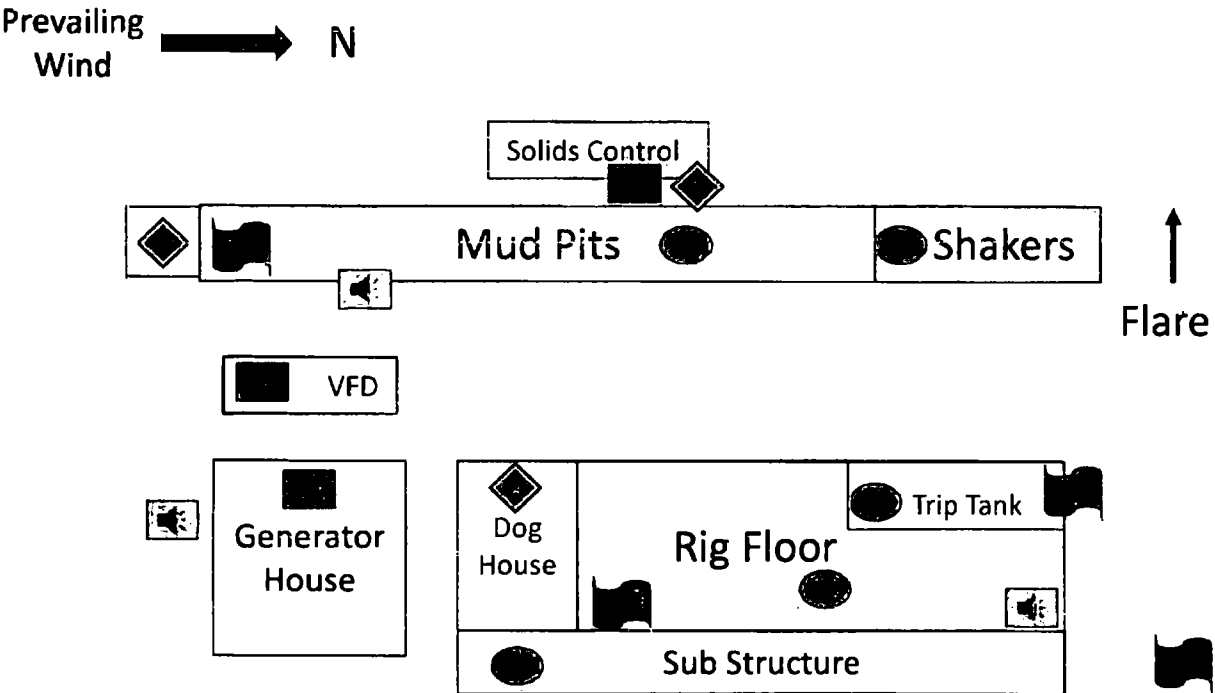 Prevailing
Wind
N
Solids Control
Mud Pits
Shakers
Flare
VFD
Generator
House
Dog
House
Rig Floor
Trip Tank
Sub Structure